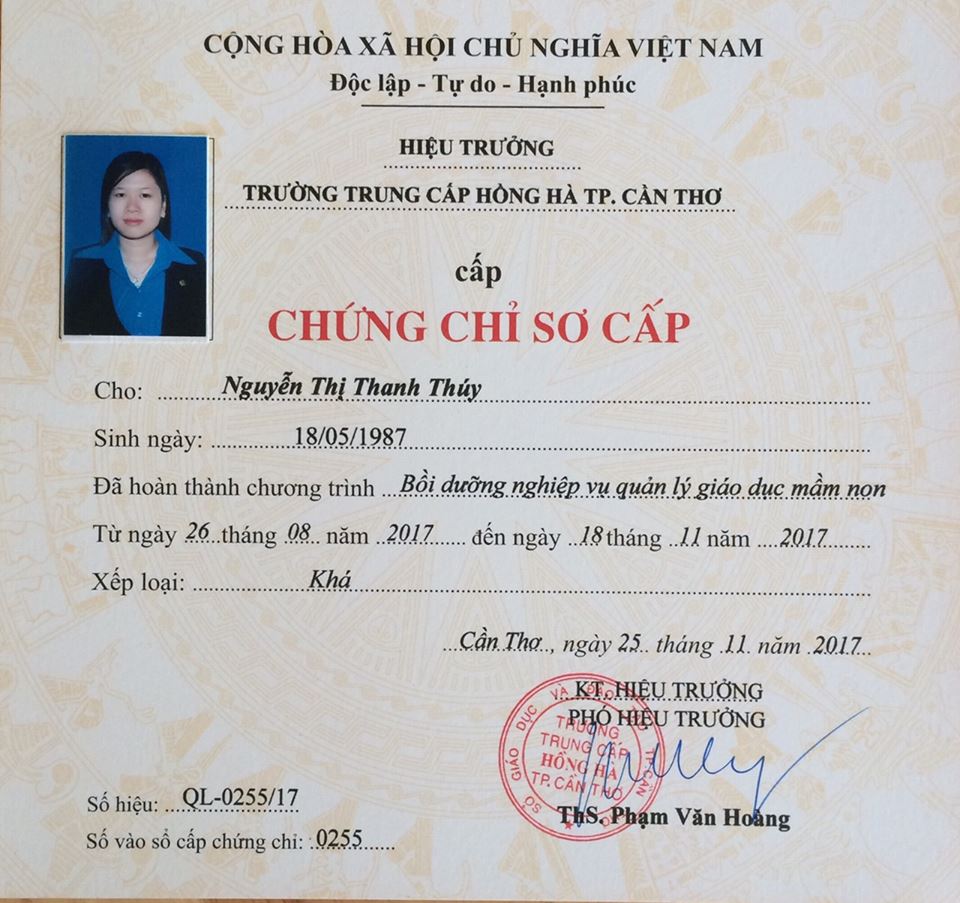 CỘNG HÒA XÃ HỘI CHỦ NGHĨA VIỆT NAM
Độc lập - Tự do - Hạnh phúc
HIỆU TRƯỞNG
TRƯỜNG TRUNG CẤP HỒNG HÀ TP. CẦN THƠ
cấp
CHỨNG CHỈ SƠ CẤP
Cho: Nguyễn Thị Thanh Thúy
Sinh ngày: 18/05/1987
Đã hoàn thành chương trình Bồi dưỡng nghiệp vụ quản lý giáo dục mầm non
Từ ngày 26 tháng 08 năm 2017 đến ngày 18 tháng 11 năm 2017
Xếp loại: Khá
Cần Thơ, ngày 25 tháng 11 năm 2017
KT. HIỆU TRƯỞNG
PHÓ HIỆU TRƯỞNG
SỞ GIÁO DỤC VÀ ĐÀO TẠO TP. CẦN THƠ
TRƯỜNG
TRUNG CẤP
HỒNG HÀ
TP. CẦN THƠ
ThS. Phạm Văn Hoàng
Số hiệu: QL-0255/17
Số vào sổ cấp chứng chỉ: 0255